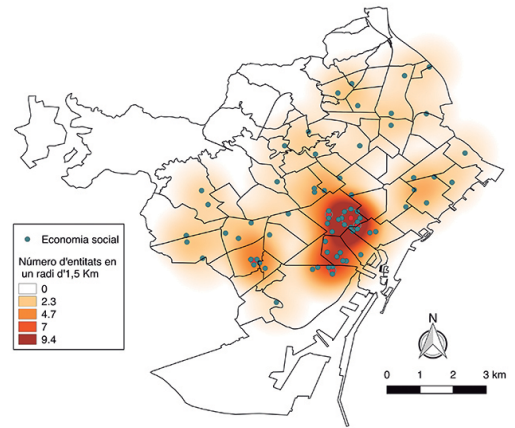 Economia social
Número d'entitats en
un radi d'1,5 Km
0
2.3
4.7
7
9.4
N
0 1 2 3 km